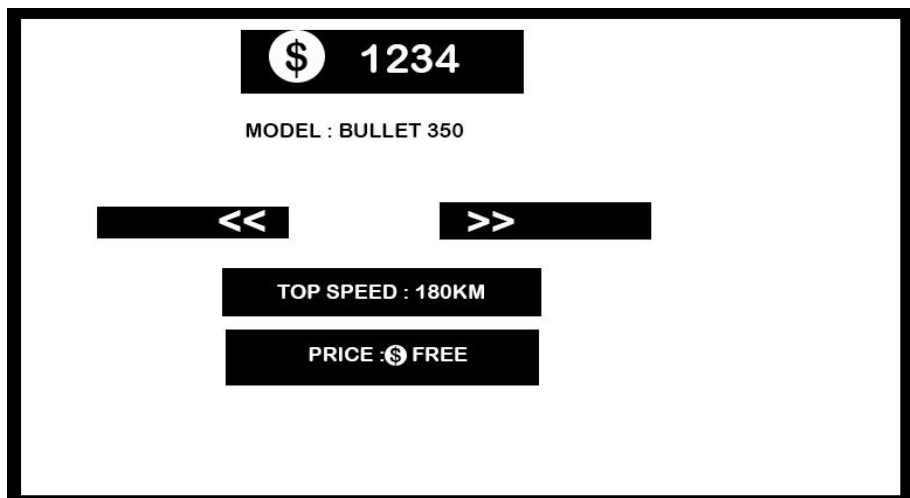 $ 1234
MODEL : BULLET 350
<< >>
TOP SPEED : 180KM
PRICE :$ FREE